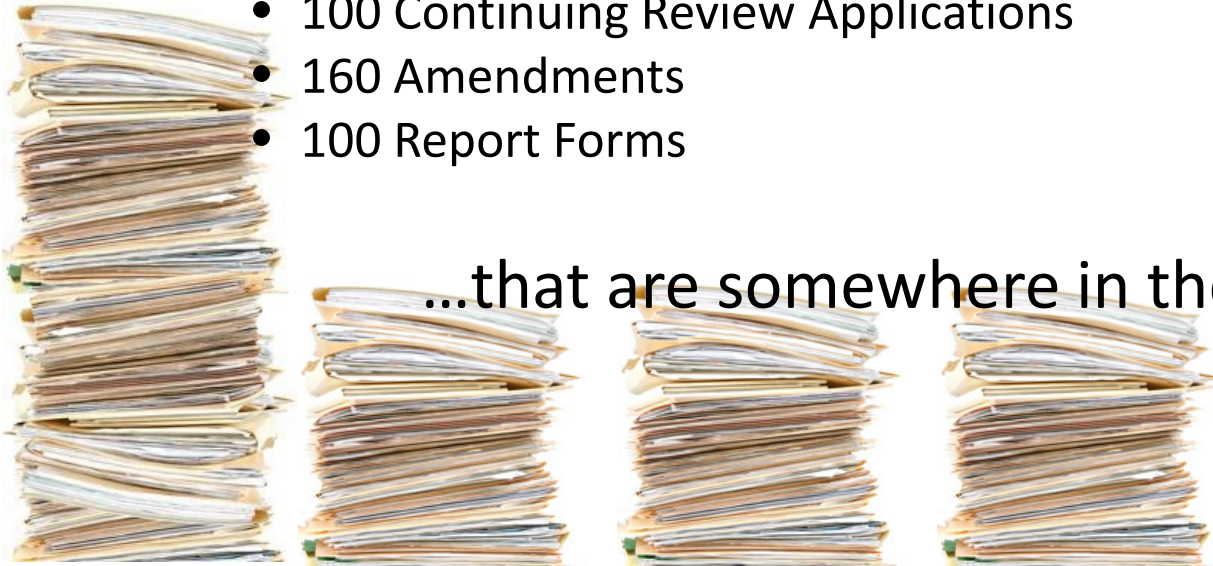 • 100 Continuing Review Applications
• 160 Amendments
• 100 Report Forms
...that are somewhere in the